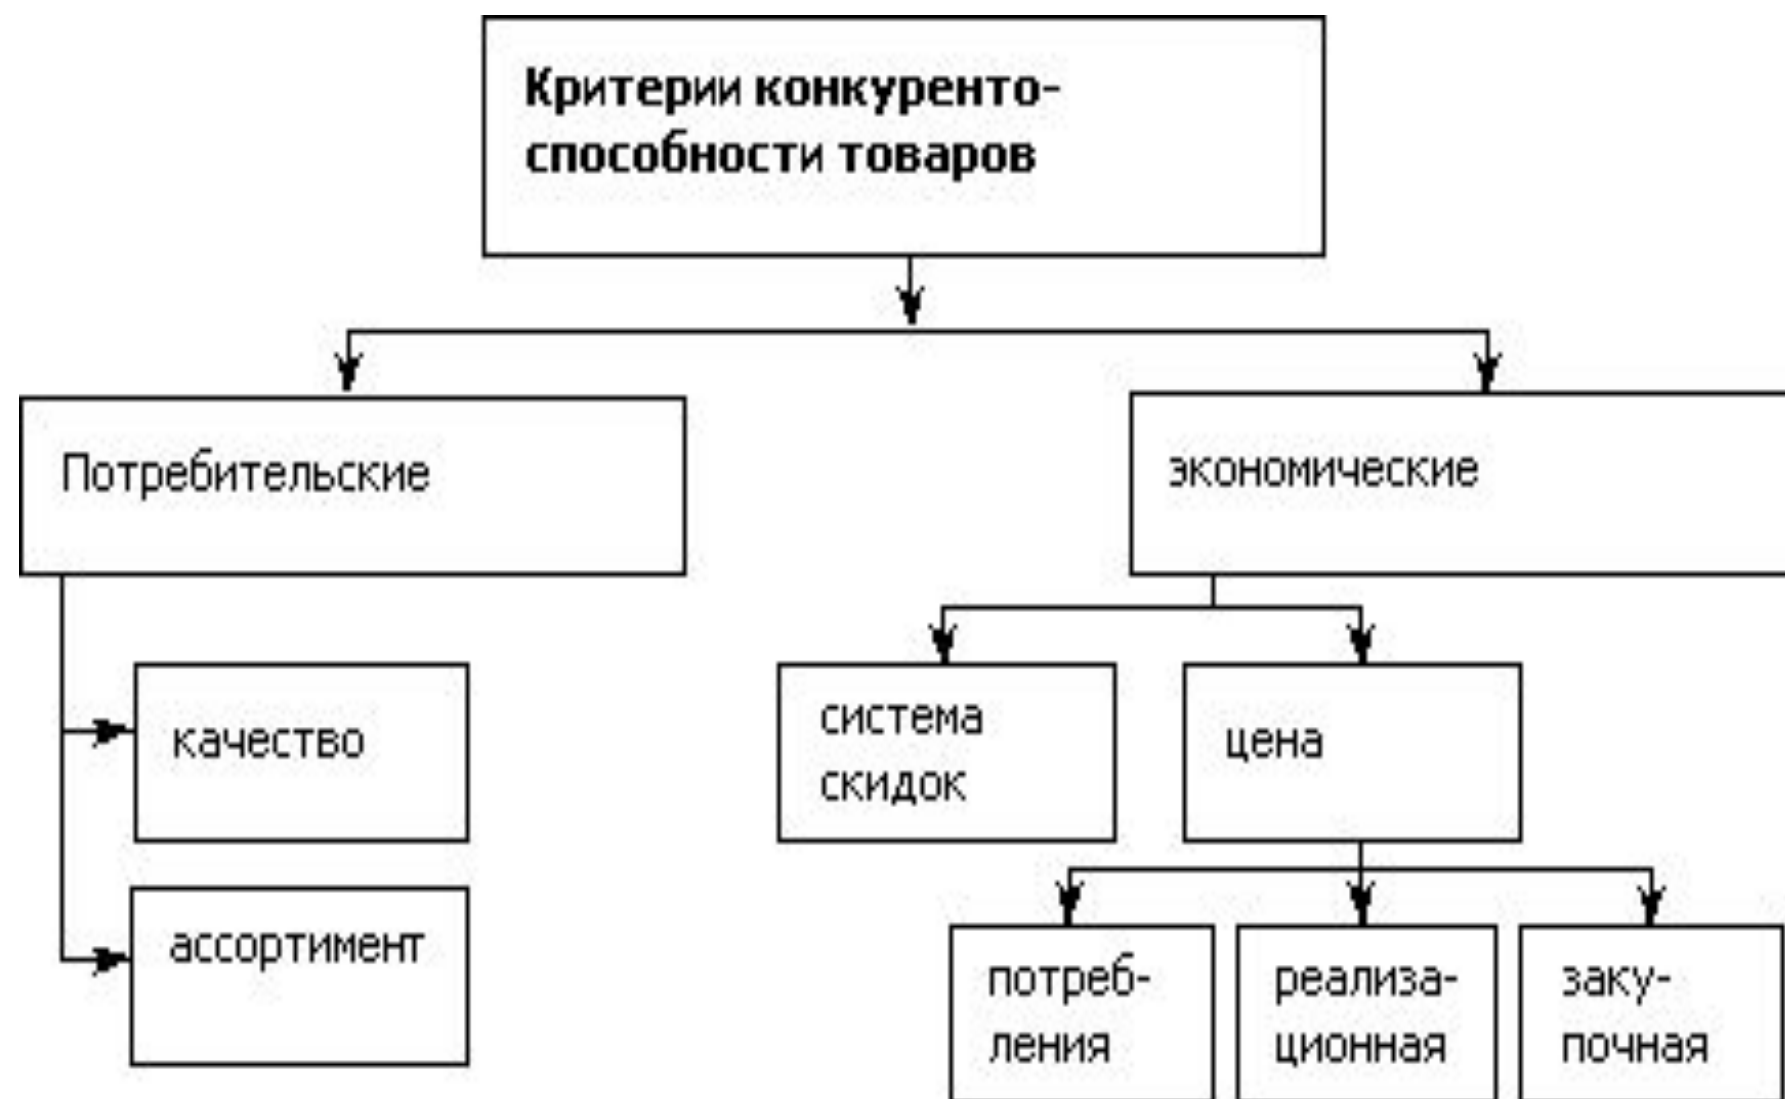 Критерии конкуренто-
способности товаров
Потребительские
экономические
качество
система
скидок
цена
ассортимент
потреб-
ления
реализа-
ционная
заку-
почная